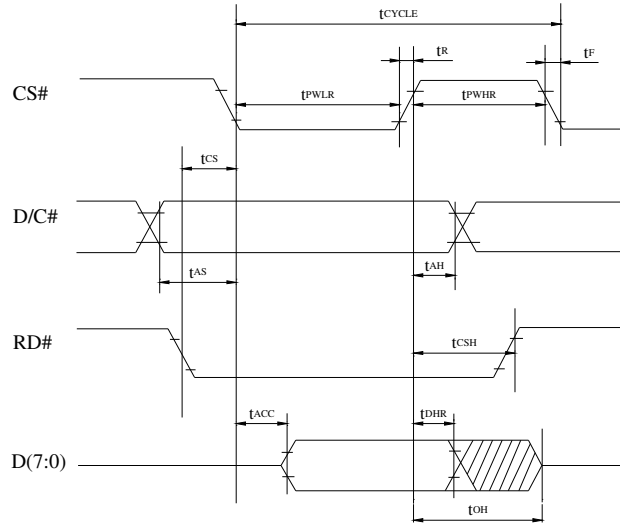 tCYCLE
tR
tF
CS#
tPWLR
tPWHR
tCS
D/C#
tAS
tAH
RD#
tCSH
tACC
tDHR
D(7:0)
tOH